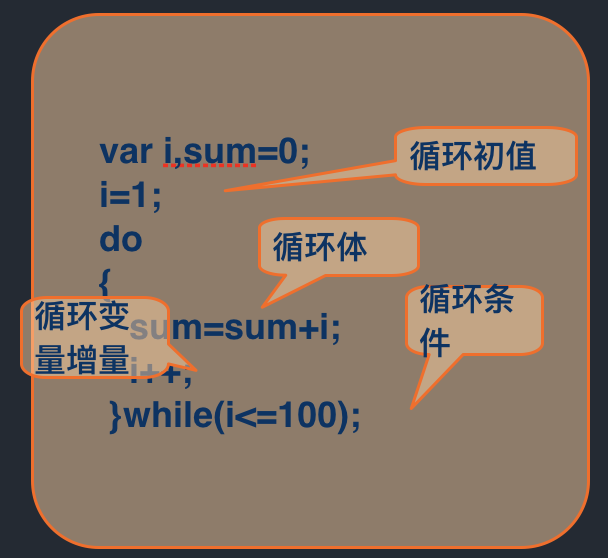 var i,sum=0;
循环初值
i=1;
do
循环体
{
循环条
件
循环变
量增量
sum=sum+i;
i++;
}while(i<=100);